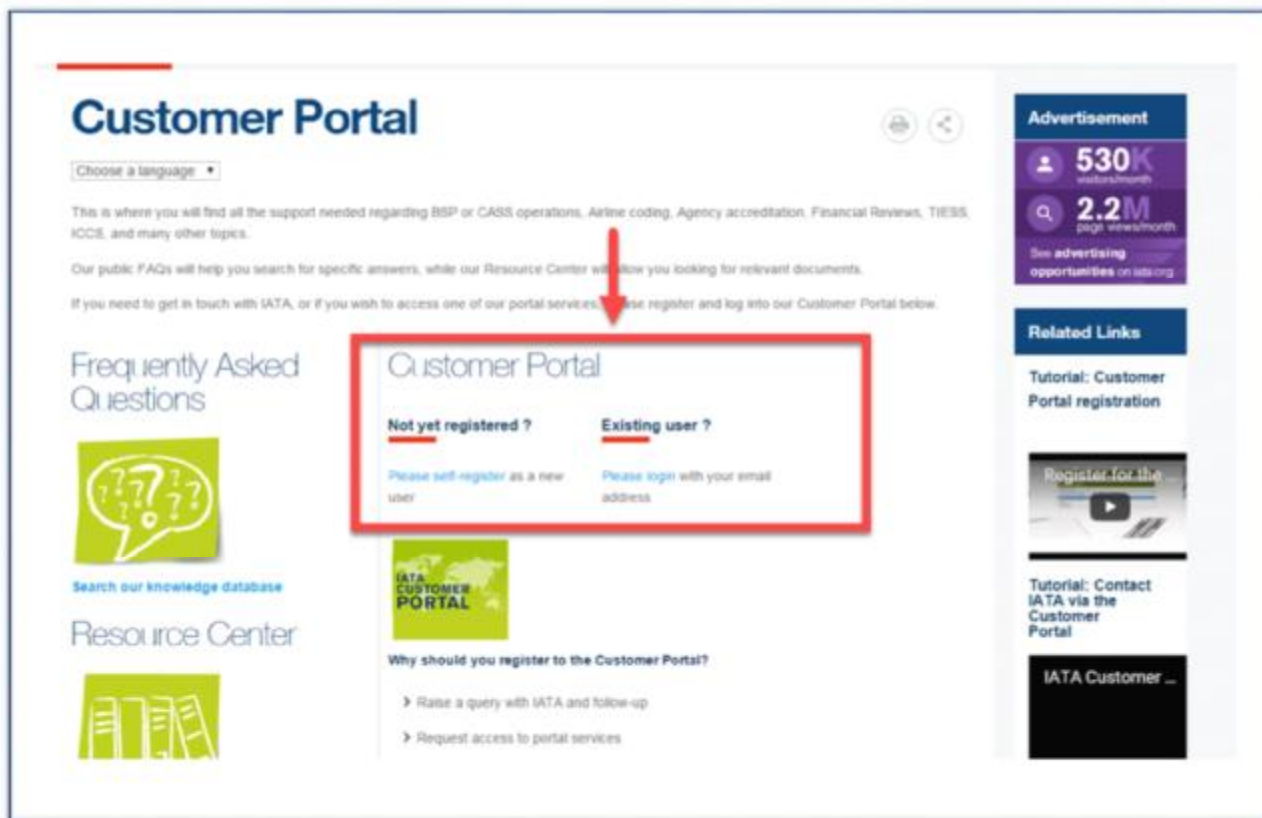 Customer Portal
Choose a language
This is where you will find all the support needed regarding BSP or CASS operations, Airline coding, Agency accreditation, Financial Reviews, TIESS,
ICCS, and many other topics.
Our public FAQs will help you search for specific answers, while our Resource Center will allow you looking for relevant documents.
If you need to get in touch with IATA, or if you wish to access one of our portal services, please register and log into our Customer Portal below.
Frequently Asked
Questions
Search our knowledge database
Resource Center
Customer Portal
Not yet registered ?
Please self-register as a new
user
Existing user ?
Please login with your email
address
IATA
CUSTOMER
PORTAL
Why should you register to the Customer Portal?
Raise a query with IATA and follow-up
Request access to portal services
Advertisement
530K
visitors/month
2.2M
page views/month
See advertising
opportunities on iata.org
Related Links
Tutorial: Customer
Portal registration
Register for the ...
Tutorial: Contact
IATA via the
Customer
Portal
IATA Customer ...